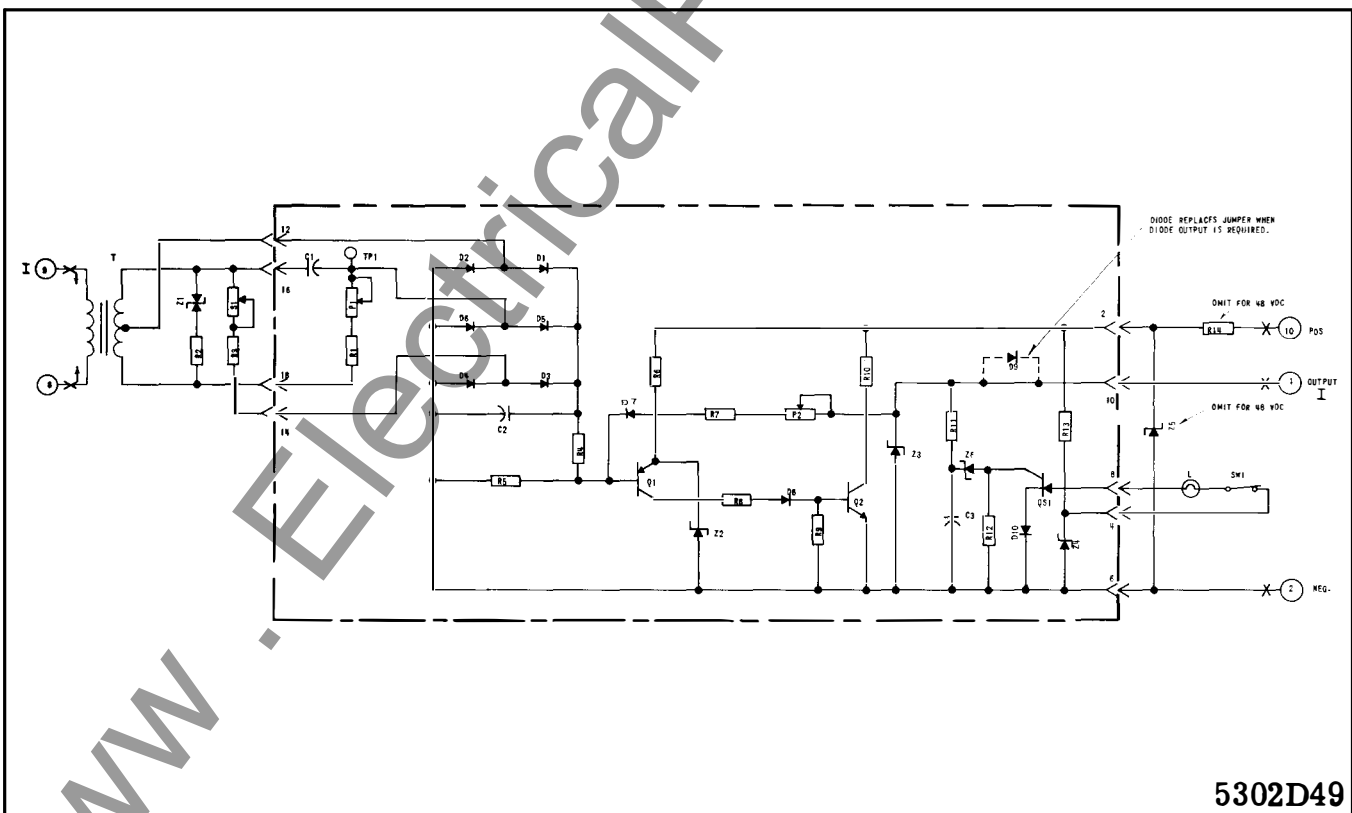 www. ElectricalP
DIODE REPLACES JUMPER WHEN
DIODE OUTPUT IS REQUIRED.
OMIT FOR 48 VDC
I
T
12
16
18
14
C1
TP1
P1
R1
Z1
S1
R2
R3
D2
D1
D6
D5
D4
D3
C2
R4
R5
R6
R7
P2
Q1
R8
D8
R9
Q2
Z2
R10
Z3
D9
R11
R13
C3
R12
QS1
D10
Z4
2
10
8
4
6
R14
10
POS
1
OUTPUT
I
OMIT FOR 48 VDC
Z5
L
SW1
2
NEG.
5302D49